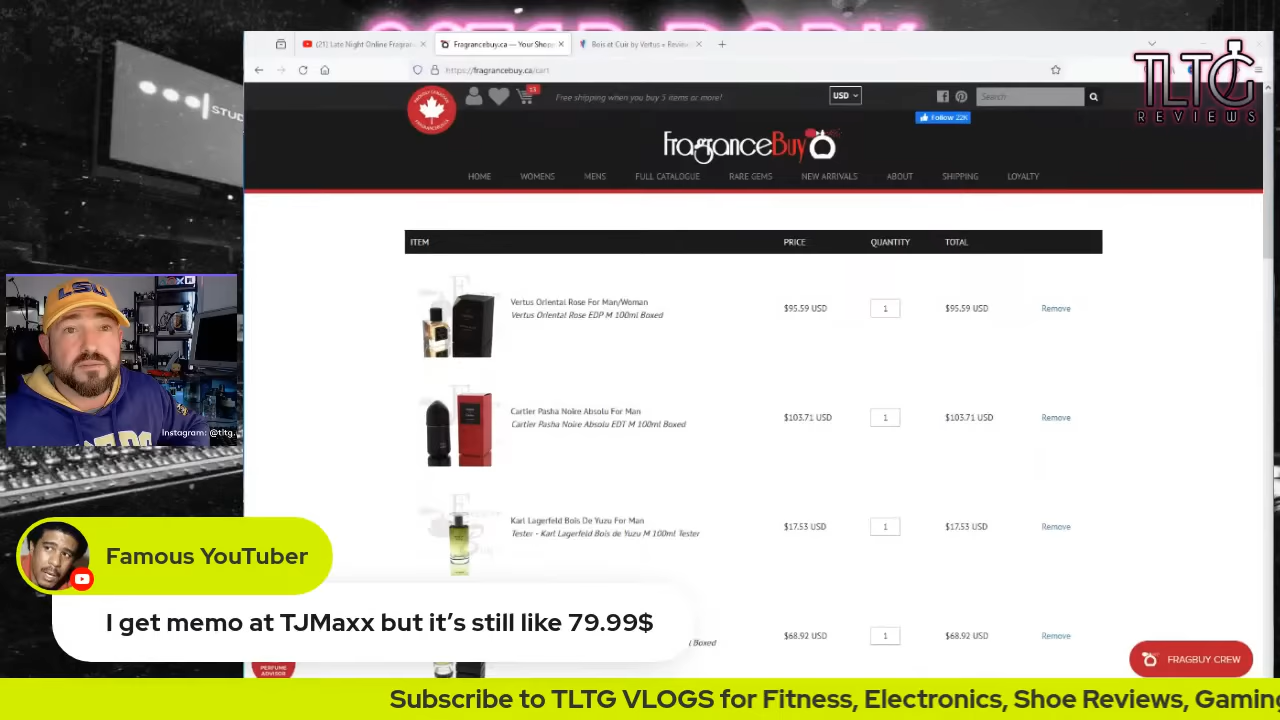 (21) Late Night Online Fragran
Fragrancebuy.ca — Your Shopp
Bois et Cuir by Vertus » Review
https://fragrancebuy.ca/cart
TLTG
REVIEWS
13
Free shipping when you buy 5 items or more!
USD
Search
Follow 22K
FragranceBuy
HOME
WOMENS
MENS
FULL CATALOGUE
RARE GEMS
NEW ARRIVALS
ABOUT
SHIPPING
LOYALTY
ITEM
PRICE
QUANTITY
TOTAL
Vertus Oriental Rose For Man/Woman
Vertus Oriental Rose EDP M 100ml Boxed
$95.59 USD
1
$95.59 USD
Remove
Cartier Pasha Noire Absolu For Man
Cartier Pasha Noire Absolu EDT M 100ml Boxed
$103.71 USD
1
$103.71 USD
Remove
Karl Lagerfeld Bois De Yuzu For Man
Tester - Karl Lagerfeld Bois de Yuzu M 100ml Tester
$17.53 USD
1
$17.53 USD
Remove
l Boxed
$68.92 USD
1
$68.92 USD
Remove
STUD
LSU
Instagram: @tltg..
Famous YouTuber
I get memo at TJMaxx but it's still like 79.99$
PERFUME
ADVISER
FRAGBUY CREW
Subscribe to TLTG VLOGS for Fitness, Electronics, Shoe Reviews, Gaming